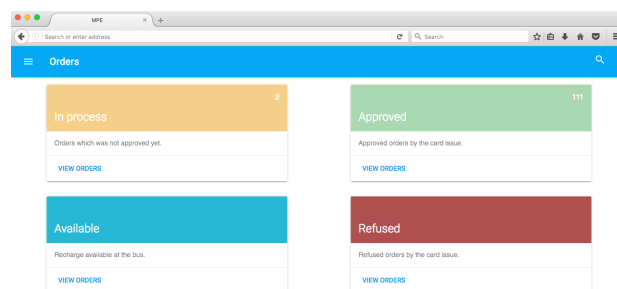 MPE
Search or enter address
Search
Orders
2
In process
Orders which was not approved yet.
VIEW ORDERS
111
Approved
Approved orders by the card issue.
VIEW ORDERS
Available
Recharge available at the bus.
VIEW ORDERS
Refused
Refused orders by the card issue.
VIEW ORDERS